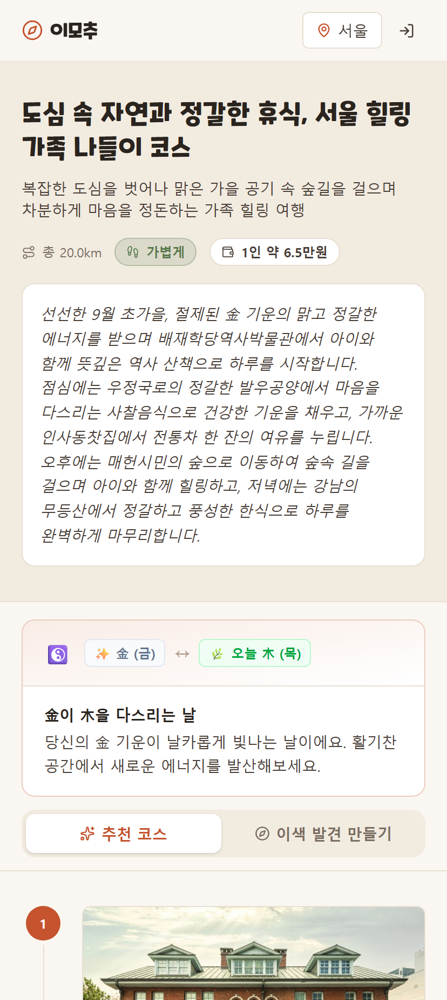 이모추
서울
도심 속 자연과 정갈한 휴식, 서울 힐링
가족 나들이 코스
복잡한 도심을 벗어나 맑은 가을 공기 속 숲길을 걸으며
차분하게 마음을 정돈하는 가족 힐링 여행
총 20.0km
가볍게
1인 약 6.5만원
선선한 9월 초가을, 절제된 金 기운의 맑고 정갈한
에너지를 받으며 배재학당역사박물관에서 아이와
함께 뜻깊은 역사 산책으로 하루를 시작합니다.
점심에는 우정국로의 정갈한 발우공양에서 마음을
다스리는 사찰음식으로 건강한 기운을 채우고, 가까운
인사동찻집에서 전통차 한 잔의 여유를 누립니다.
오후에는 매헌시민의 숲으로 이동하여 숲속 길을
걸으며 아이와 함께 힐링하고, 저녁에는 강남의
무등산에서 정갈하고 풍성한 한식으로 하루를
완벽하게 마무리합니다.
☯️ ✨ 金 (금) ↔ 🌿 오늘 木 (목)
金이 木을 다스리는 날
당신의 金 기운이 날카롭게 빛나는 날이에요. 활기찬
공간에서 새로운 에너지를 발산해보세요.
추천 코스
이색 발견 만들기
1